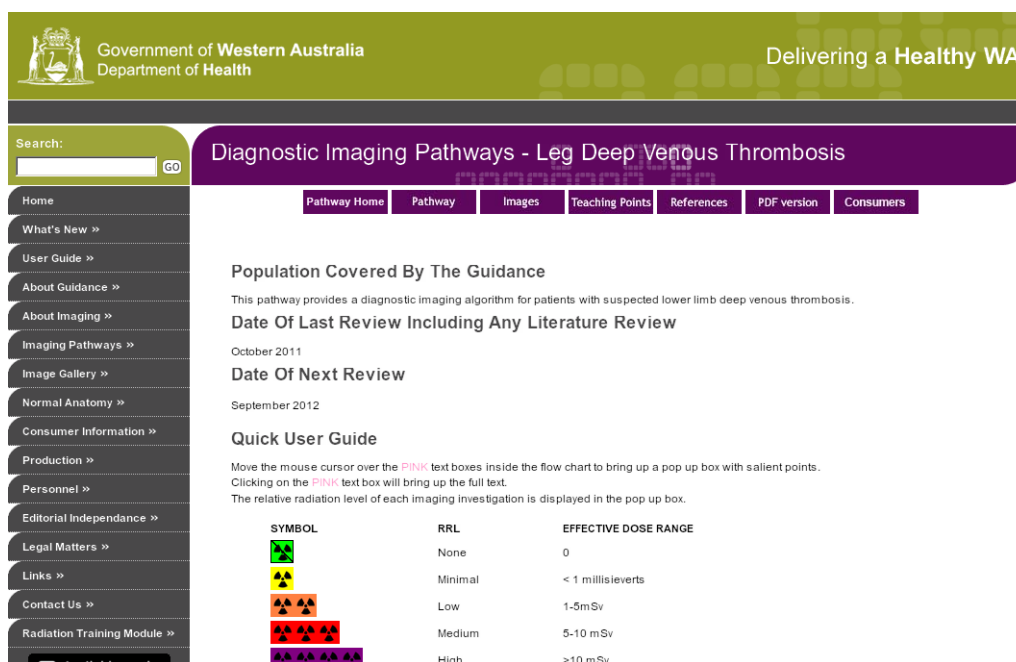 Government of Western Australia
Department of Health
Delivering a Healthy WA
Search:
GO
Diagnostic Imaging Pathways - Leg Deep Venous Thrombosis
Pathway Home
Pathway
Images
Teaching Points
References
PDF version
Consumers
Home
What's New »
User Guide »
About Guidance »
About Imaging »
Imaging Pathways »
Image Gallery »
Normal Anatomy »
Consumer Information »
Production »
Personnel »
Editorial Independence »
Legal Matters »
Links »
Contact Us »
Radiation Training Module »
Population Covered By The Guidance
This pathway provides a diagnostic imaging algorithm for patients with suspected lower limb deep venous thrombosis.
Date Of Last Review Including Any Literature Review
October 2011
Date Of Next Review
September 2012
Quick User Guide
Move the mouse cursor over the PINK text boxes inside the flow chart to bring up a pop up box with salient points.
Clicking on the PINK text box will bring up the full text.
The relative radiation level of each imaging investigation is displayed in the pop up box.
SYMBOL RRL EFFECTIVE DOSE RANGE
None 0
Minimal < 1 millisieverts
Low 1-5mSv
Medium 5-10 mSv
High >10 mSv